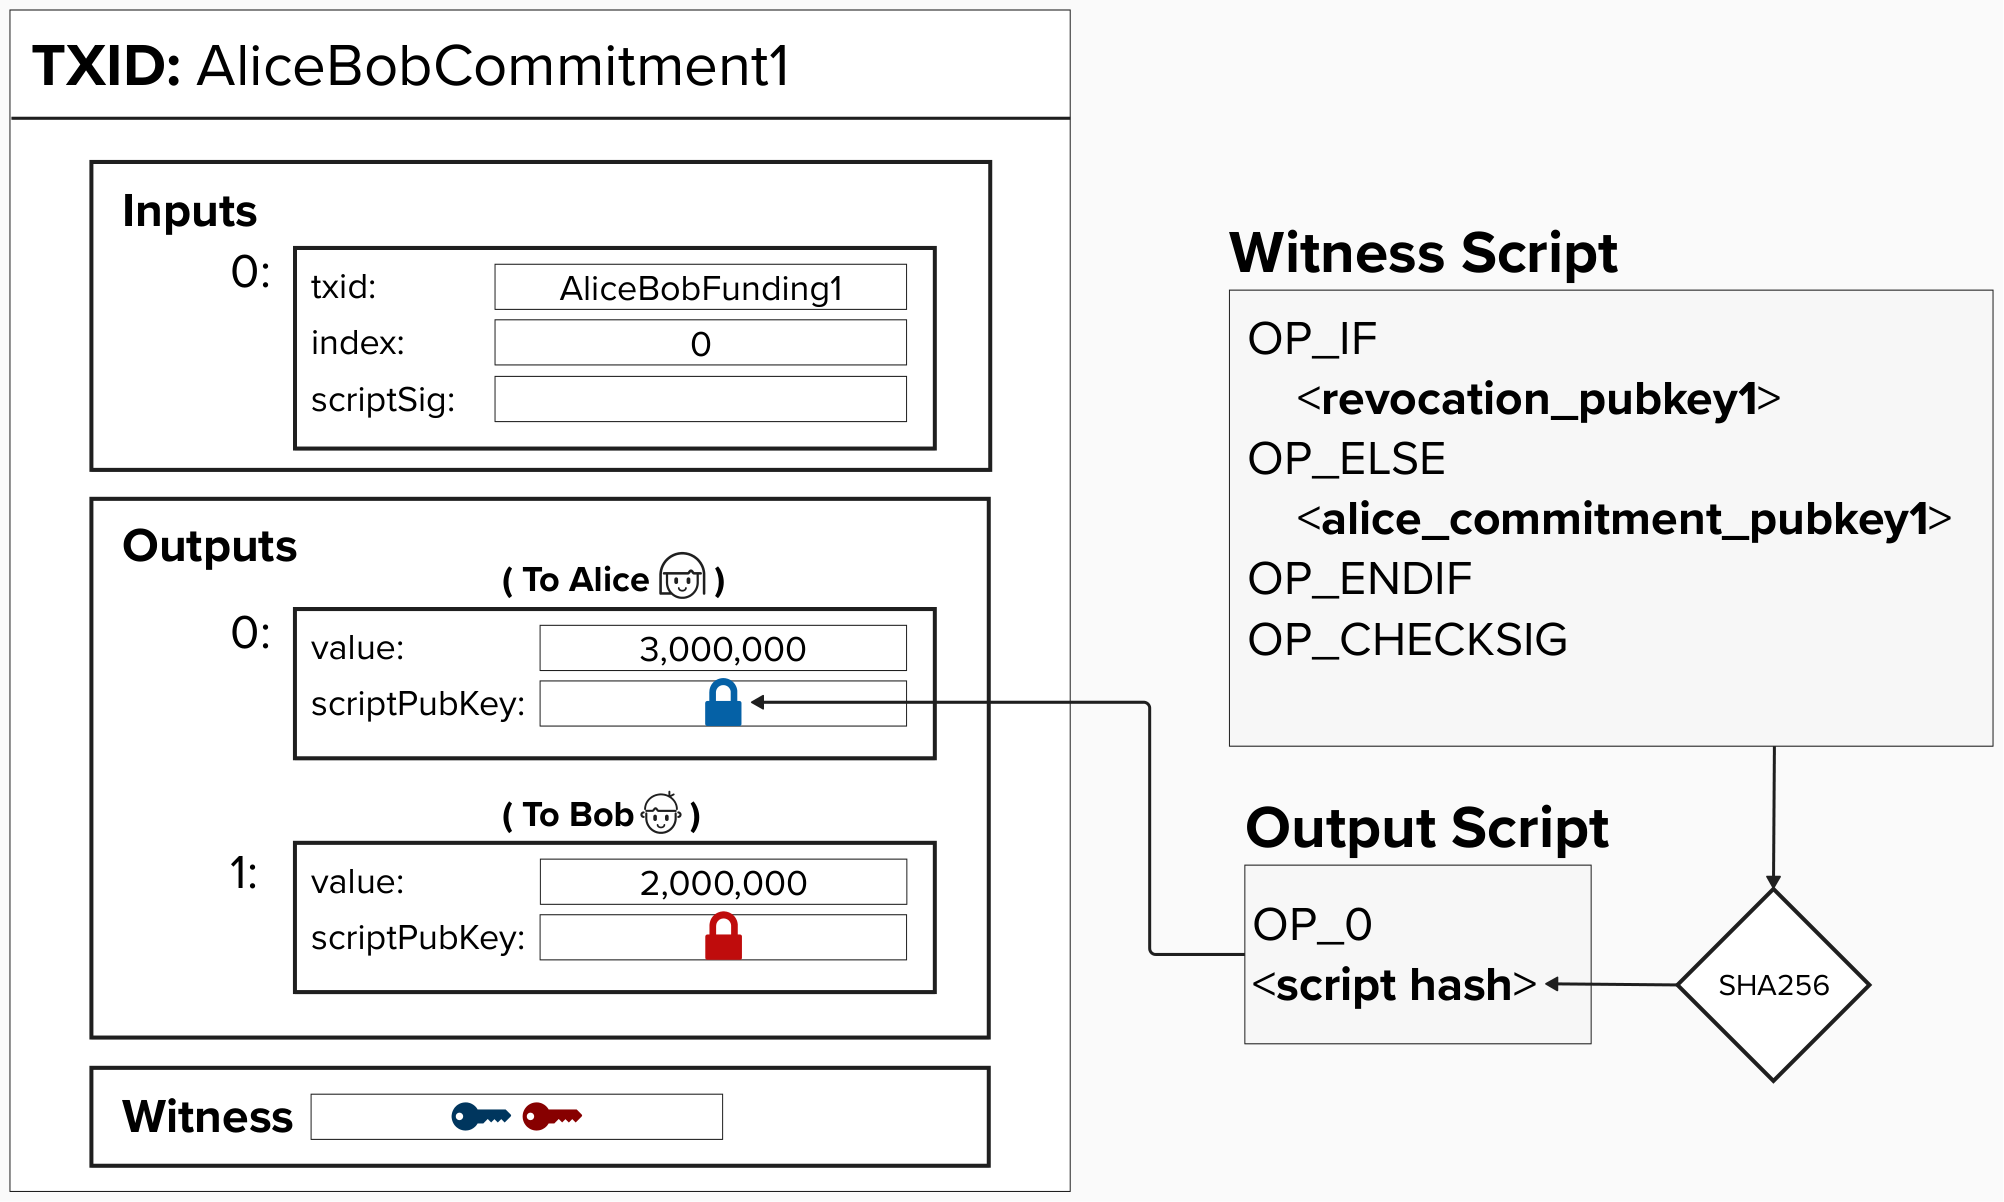 TXID: AliceBobCommitment1
Inputs
0:
txid: AliceBobFunding1
index: 0
scriptSig:
Outputs
( To Alice )
0:
value: 3,000,000
scriptPubKey:
( To Bob )
1:
value: 2,000,000
scriptPubKey:
Witness
Witness Script
OP_IF
<revocation_pubkey1>
OP_ELSE
<alice_commitment_pubkey1>
OP_ENDIF
OP_CHECKSIG
Output Script
OP_0
<script hash>
SHA256